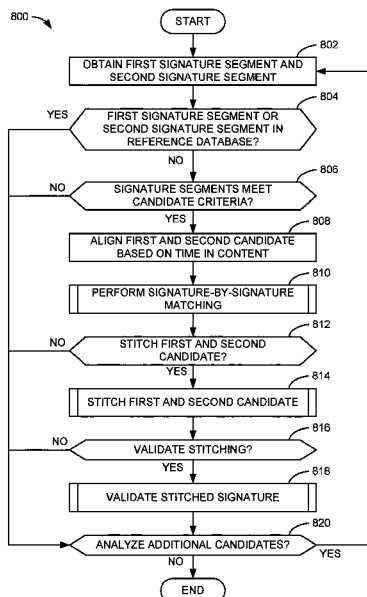 800
START
802
OBTAIN FIRST SIGNATURE SEGMENT AND
SECOND SIGNATURE SEGMENT
804
YES
FIRST SIGNATURE SEGMENT OR
SECOND SIGNATURE SEGMENT IN
REFERENCE DATABASE?
NO
806
NO
SIGNATURE SEGMENTS MEET
CANDIDATE CRITERIA?
YES
808
ALIGN FIRST AND SECOND CANDIDATE
BASED ON TIME IN CONTENT
810
PERFORM SIGNATURE-BY-SIGNATURE
MATCHING
812
NO
STITCH FIRST AND SECOND
CANDIDATE?
YES
814
STITCH FIRST AND SECOND CANDIDATE
816
NO
VALIDATE STITCHING?
YES
818
VALIDATE STITCHED SIGNATURE
820
ANALYZE ADDITIONAL CANDIDATES?
YES
NO
END